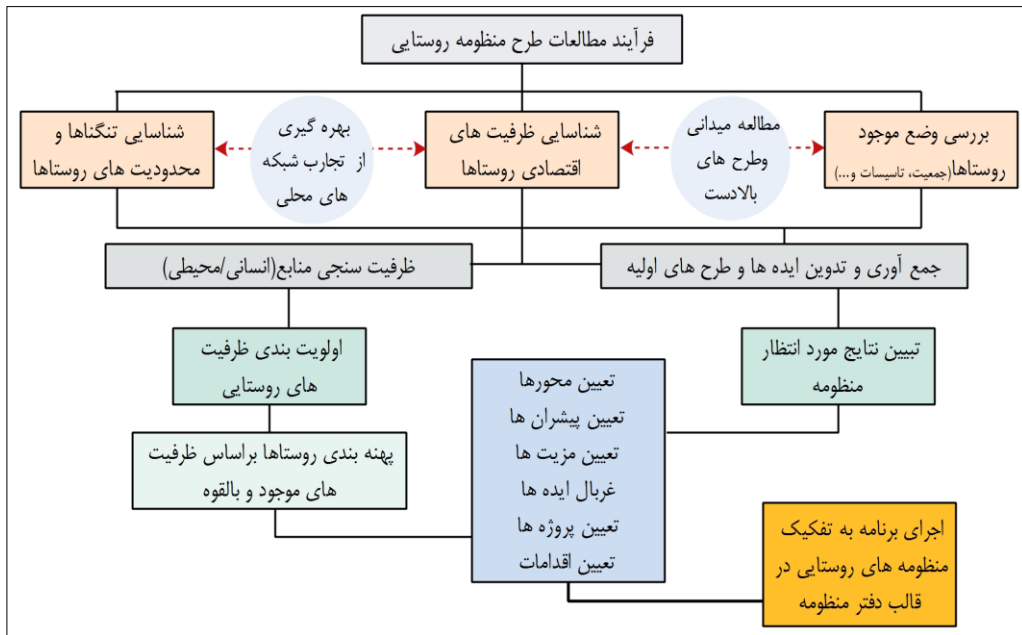 فرآیند مطالعات طرح منظومه روستایی
بررسی وضع موجود
روستاها(جمعیت، تاسیسات و...)
مطالعه میدانی
وطرح های
بالادست
شناسایی ظرفیت های
اقتصادی روستاها
بهره گیری
از تجارب شبکه
های محلی
شناسایی تنگناها و
محدودیت های روستاها
جمع آوری و تدوین ایده ها و طرح های اولیه
ظرفیت سنجی منابع(انسانی/محیطی)
تبیین نتایج مورد انتظار
منظومه
اولویت بندی ظرفیت
های روستایی
پهنه بندی روستاها براساس ظرفیت
های موجود و بالقوه
تعیین محورها
تعیین پیشران ها
تعیین مزیت ها
غربال ایده ها
تعیین پروژه ها
تعیین اقدامات
اجرای برنامه به تفکیک
منظومه های روستایی در
قالب دفتر منظومه